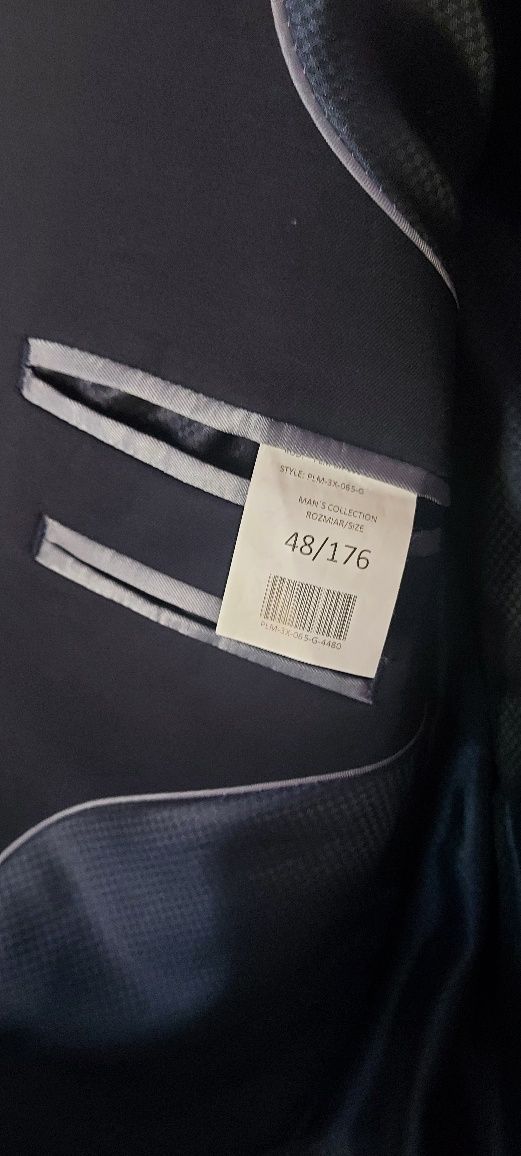 STYLE: PLM-3X-065-G
MAN'S COLLECTION
ROZMIAR/SIZE
48/176
PLM-3X-065-G-4480